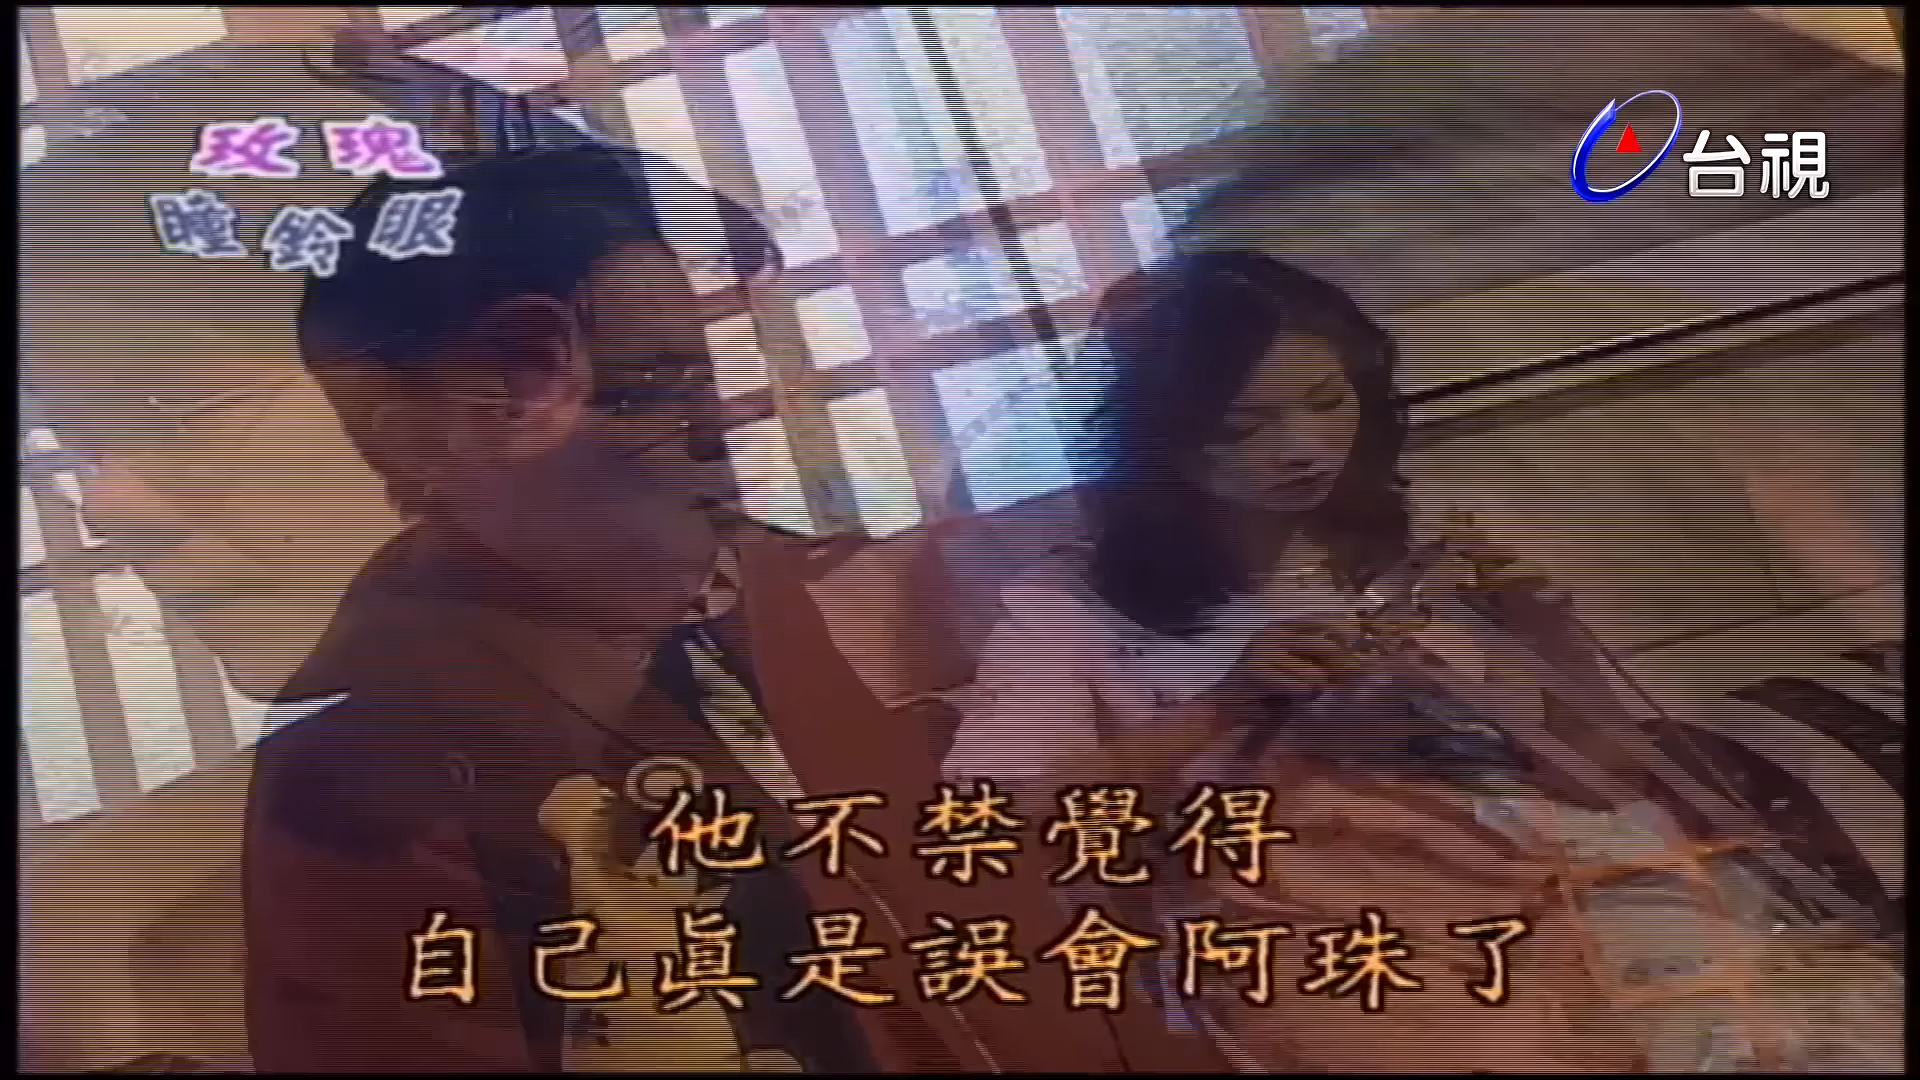 玫瑰
瞳鈴眼
台視
他不禁覺得
自己眞是誤會阿珠了